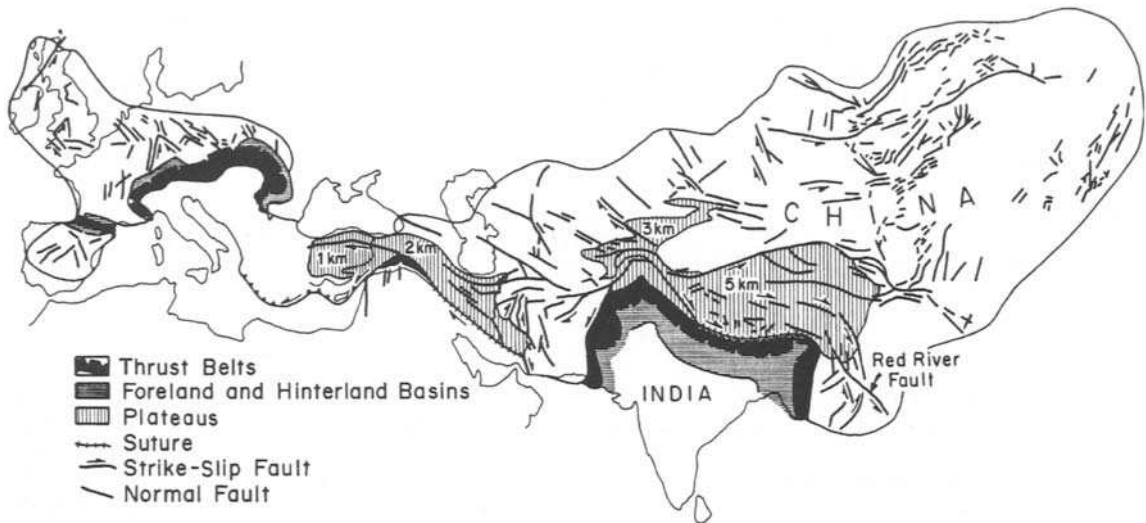 CHINA
3 km
2 km
1 km
5 km
Red River
Fault
INDIA
Thrust Belts
Foreland and Hinterland Basins
Plateaus
Suture
Strike-Slip Fault
Normal Fault